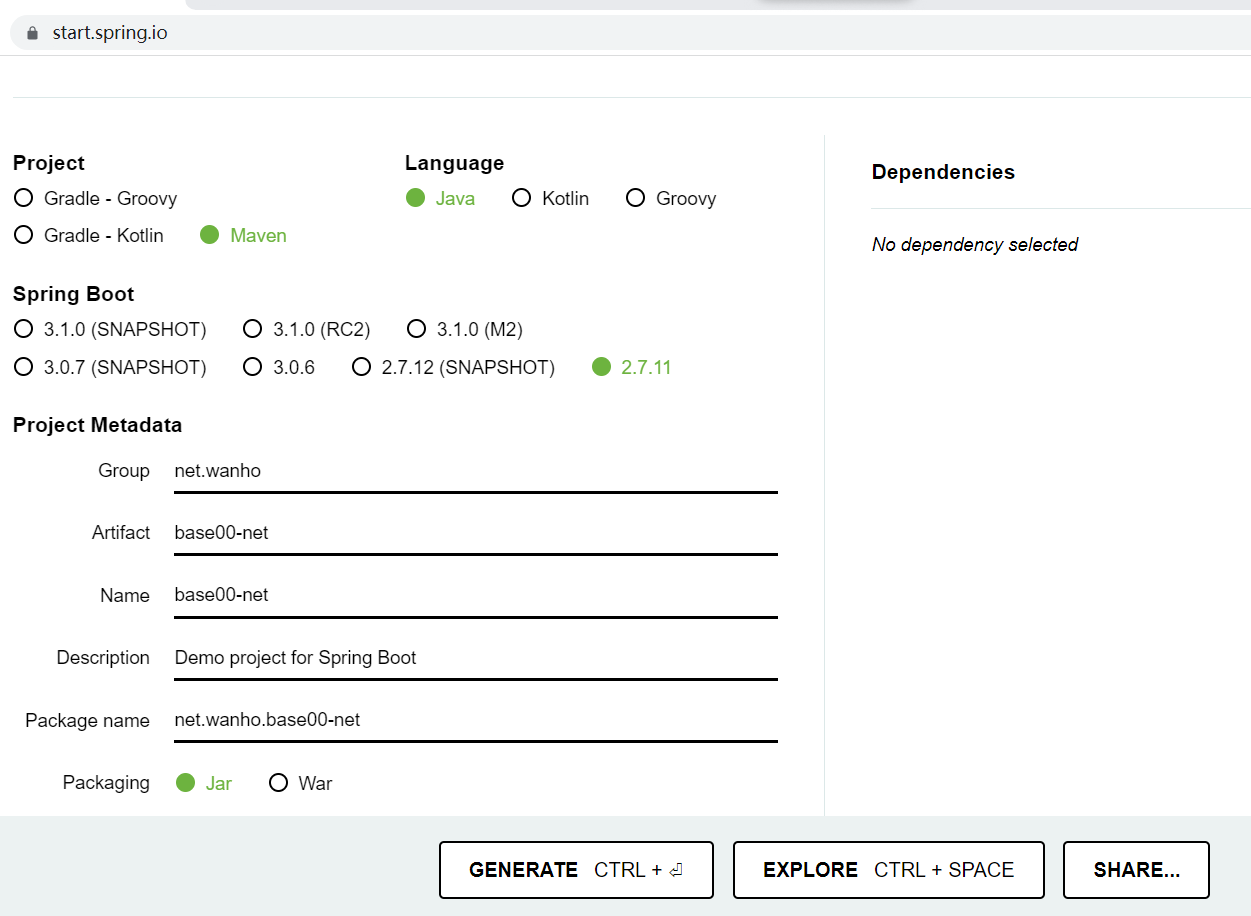 start.spring.io
Project
Gradle - Groovy
Gradle - Kotlin Maven
Language
Java Kotlin Groovy
Spring Boot
3.1.0 (SNAPSHOT) 3.1.0 (RC2) 3.1.0 (M2)
3.0.7 (SNAPSHOT) 3.0.6 2.7.12 (SNAPSHOT) 2.7.11
Project Metadata
Group net.wanho
Artifact base00-net
Name base00-net
Description Demo project for Spring Boot
Package name net.wanho.base00-net
Packaging Jar War
Dependencies
No dependency selected
GENERATE CTRL + ⏎ EXPLORE CTRL + SPACE SHARE...